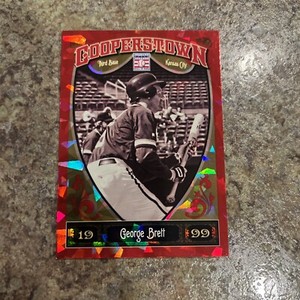 COOPERSTOWN
Third Base Kansas City
George Brett
19 99